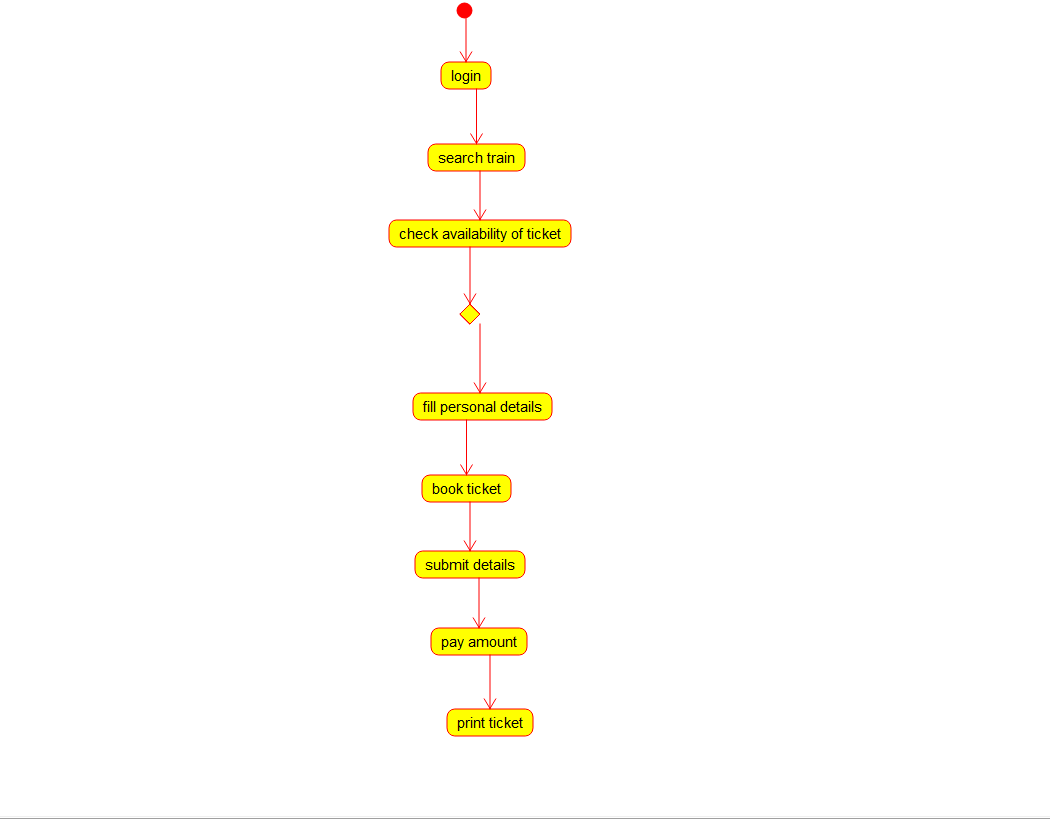 login
search train
check availability of ticket
fill personal details
book ticket
submit details
pay amount
print ticket